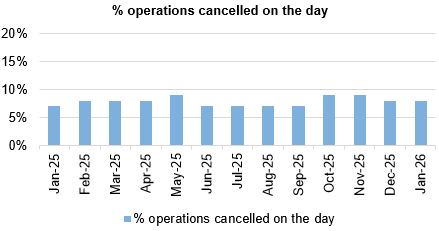 % operations cancelled on the day
20%
15%
10%
5%
0%
Jan-25
Feb-25
Mar-25
Apr-25
May-25
Jun-25
Jul-25
Aug-25
Sep-25
Oct-25
Nov-25
Dec-25
Jan-26
% operations cancelled on the day